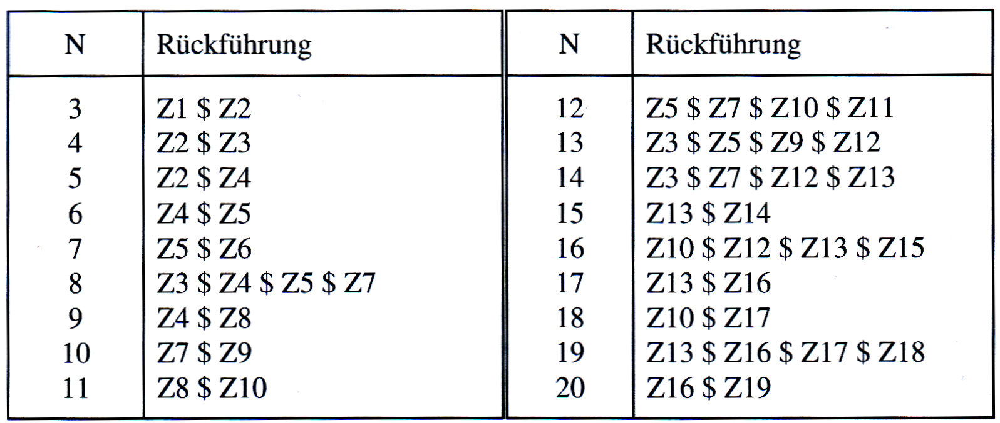 N Rückführung N Rückführung
3 Z1 $ Z2 12 Z5 $ Z7 $ Z10 $ Z11
4 Z2 $ Z3 13 Z3 $ Z5 $ Z9 $ Z12
5 Z2 $ Z4 14 Z3 $ Z7 $ Z12 $ Z13
6 Z4 $ Z5 15 Z13 $ Z14
7 Z5 $ Z6 16 Z10 $ Z12 $ Z13 $ Z15
8 Z3 $ Z4 $ Z5 $ Z7 17 Z13 $ Z16
9 Z4 $ Z8 18 Z10 $ Z17
10 Z7 $ Z9 19 Z13 $ Z16 $ Z17 $ Z18
11 Z8 $ Z10 20 Z16 $ Z19